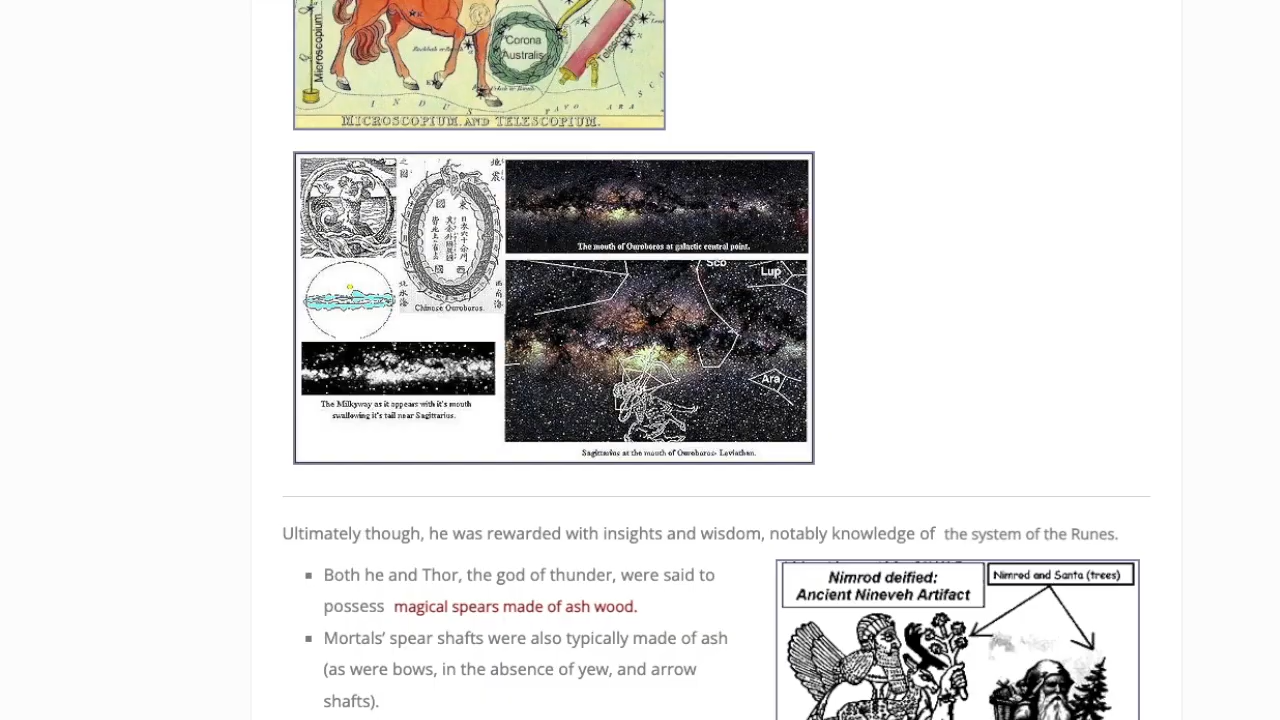 Microscopium
Corona
Australis
Telescopium
I N D U S
PAVO ARA
MICROSCOPIUM AND TELESCOPIUM.
The mouth of Ouroboros at galactic central point.
Sco
Lup
Chinese Ouroboros.
Ara
The Milkyway as it appears with it's mouth
swallowing it's tail near Sagittarius.
Sagittarius at the mouth of Ouroboros- Leviathan.
Ultimately though, he was rewarded with insights and wisdom, notably knowledge of the system of the Runes.
Both he and Thor, the god of thunder, were said to
possess magical spears made of ash wood.
Mortals’ spear shafts were also typically made of ash
(as were bows, in the absence of yew, and arrow
shafts).
Nimrod deified:
Ancient Nineveh Artifact
Nimrod and Santa (trees)